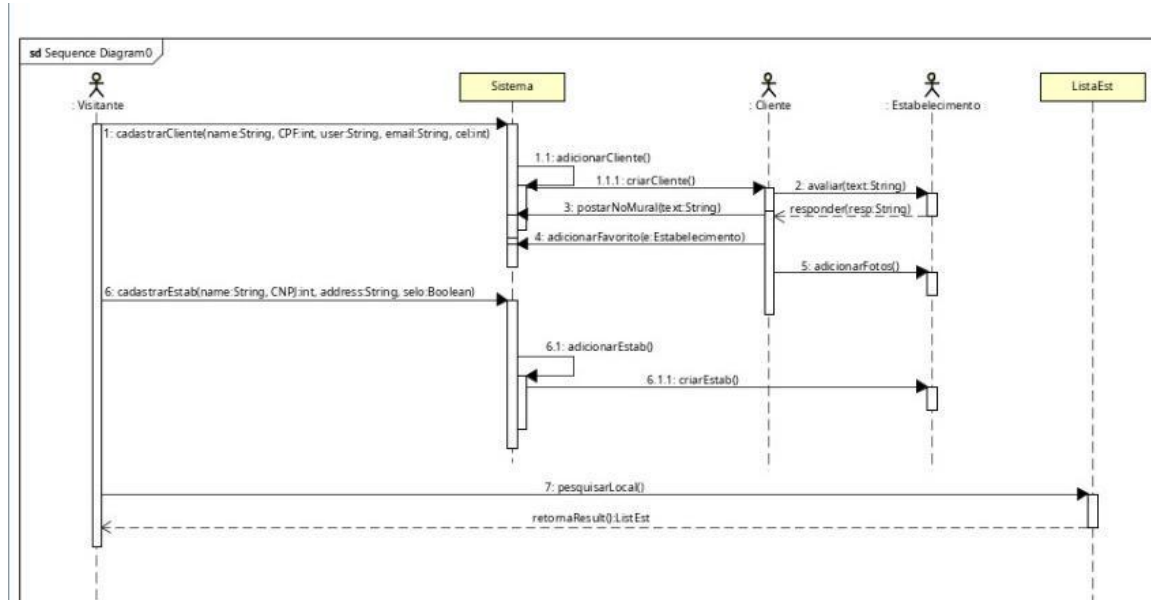 sd Sequence Diagram0
: Visitante
Sistema
: Cliente
: Estabelecimento
ListaEst
1: cadastrarCliente(name:String, CPF:int, user:String, email:String, cel:int)
1.1: adicionarCliente()
1.1.1: criarCliente()
2: avaliar(text:String)
3: postarNoMural(text:String)
responder(resp:String)
4: adicionarFavorito(e:Estabelecimento)
5: adicionarFotos()
6: cadastrarEstab(name:String, CNPJ:int, address:String, selo:Boolean)
6.1: adicionarEstab()
6.1.1: criarEstab()
7: pesquisarLocal()
retornaResult():ListEst